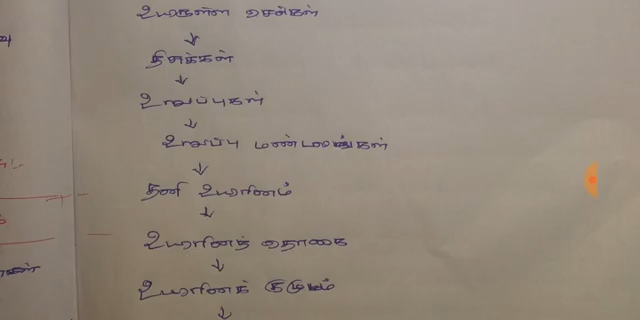 உயிருள்ள செல்கள்
↓
திசுக்கள்
↓
உறுப்புகள்
↓
உறுப்பு மண்டலங்கள்
↓
தனி உயிரினம்
↓
உயிரினத் தொகை
↓
உயிரினக் குழுமம்
↓